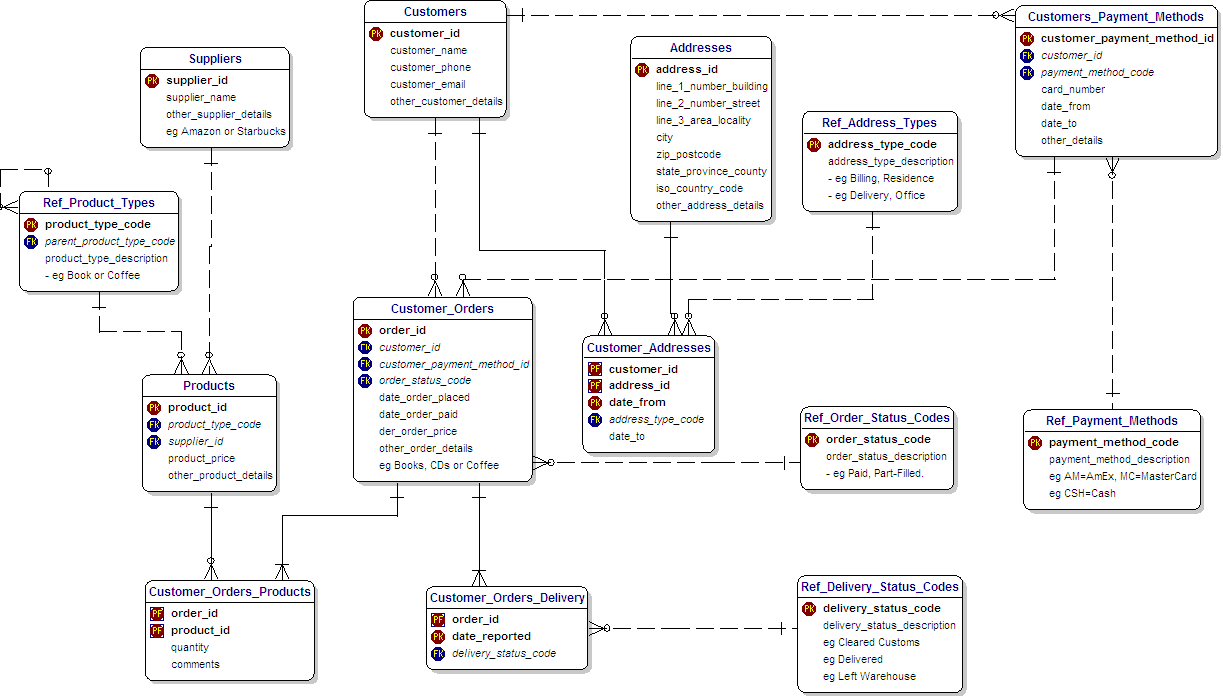 Customers
PK customer_id
customer_name
customer_phone
customer_email
other_customer_details
Customers_Payment_Methods
PK customer_payment_method_id
FK customer_id
FK payment_method_code
card_number
date_from
date_to
other_details
Suppliers
PK supplier_id
supplier_name
other_supplier_details
eg Amazon or Starbucks
Addresses
PK address_id
line_1_number_building
line_2_number_street
line_3_area_locality
city
zip_postcode
state_province_county
iso_country_code
other_address_details
Ref_Address_Types
PK address_type_code
address_type_description
- eg Billing, Residence
- eg Delivery, Office
Ref_Product_Types
PK product_type_code
FK parent_product_type_code
product_type_description
- eg Book or Coffee
Customer_Orders
PK order_id
FK customer_id
FK customer_payment_method_id
FK order_status_code
date_order_placed
date_order_paid
der_order_price
other_order_details
eg Books, CDs or Coffee
Customer_Addresses
PF customer_id
PF address_id
PK date_from
FK address_type_code
date_to
Products
PK product_id
FK product_type_code
FK supplier_id
product_price
other_product_details
Ref_Order_Status_Codes
PK order_status_code
order_status_description
- eg Paid, Part-Filled.
Ref_Payment_Methods
PK payment_method_code
payment_method_description
eg AM=AmEx, MC=MasterCard
eg CSH=Cash
Customer_Orders_Products
PF order_id
PF product_id
quantity
comments
Customer_Orders_Delivery
PF order_id
PK date_reported
FK delivery_status_code
Ref_Delivery_Status_Codes
PK delivery_status_code
delivery_status_description
eg Cleared Customs
eg Delivered
eg Left Warehouse